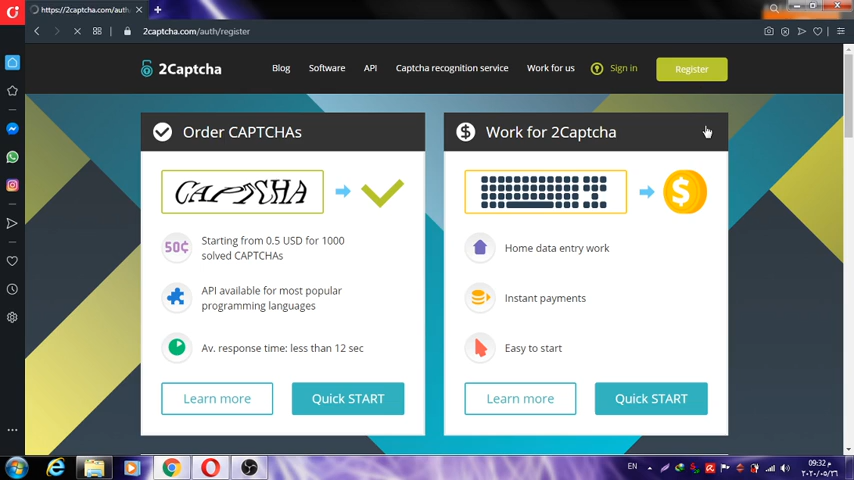 https://2captcha.com/auth
2captcha.com/auth/register
2Captcha
Blog
Software
API
Captcha recognition service
Work for us
Sign in
Register
Order CAPTCHAs
Work for 2Captcha
CAPTCHA
50¢
Starting from 0.5 USD for 1000
solved CAPTCHAs
API available for most popular
programming languages
Av. response time: less than 12 sec
Learn more
Quick START
Home data entry work
Instant payments
Easy to start
Learn more
Quick START
EN
09:32 م
٢٠٢٠/٠٥/٢٦